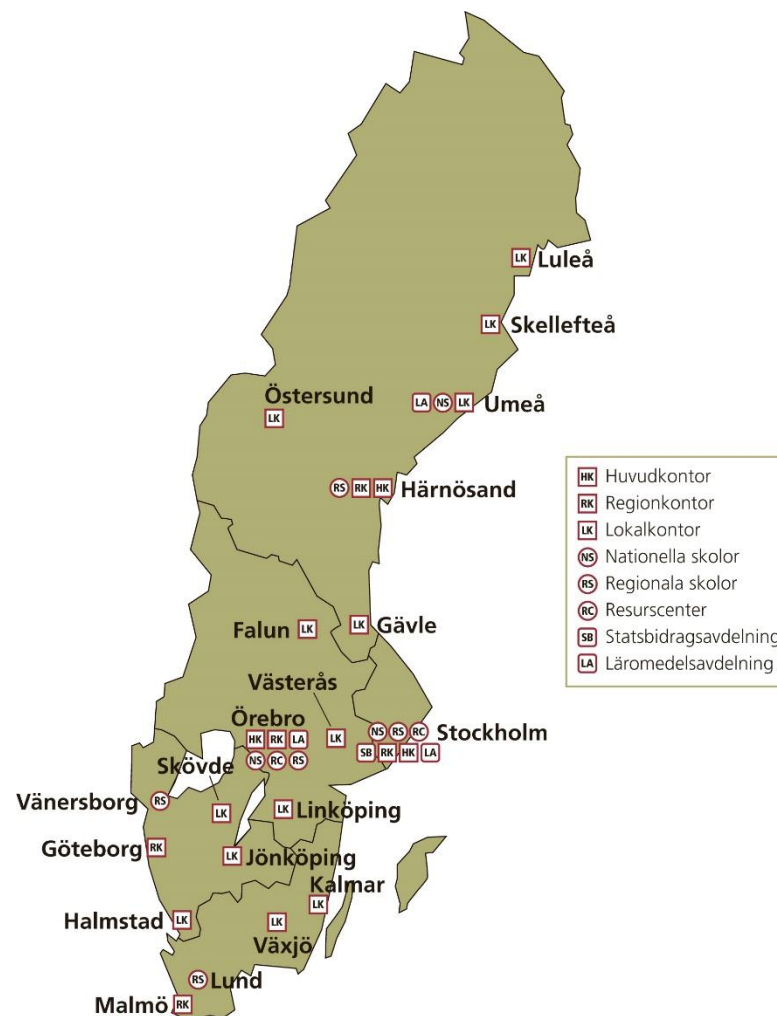 LK Luleå
LK Skellefteå
Östersund
LK
LA NS LK Umeå
RS RK HK Härnösand
HK Huvudkontor
RK Regionkontor
LK Lokalkontor
NS Nationella skolor
RS Regionala skolor
RC Resurscenter
SB Statsbidragsavdelning
LA Läromedelsavdelning
Falun LK
LK Gävle
Västerås
LK
Örebro
HK RK LA
NS RC RS
NS RS RC Stockholm
SB RK HK LA
Skövde
LK
Vänersborg RS
LK Linköping
Göteborg RK
LK Jönköping
Kalmar
LK
Halmstad LK
LK
Växjö
RS Lund
Malmö RK